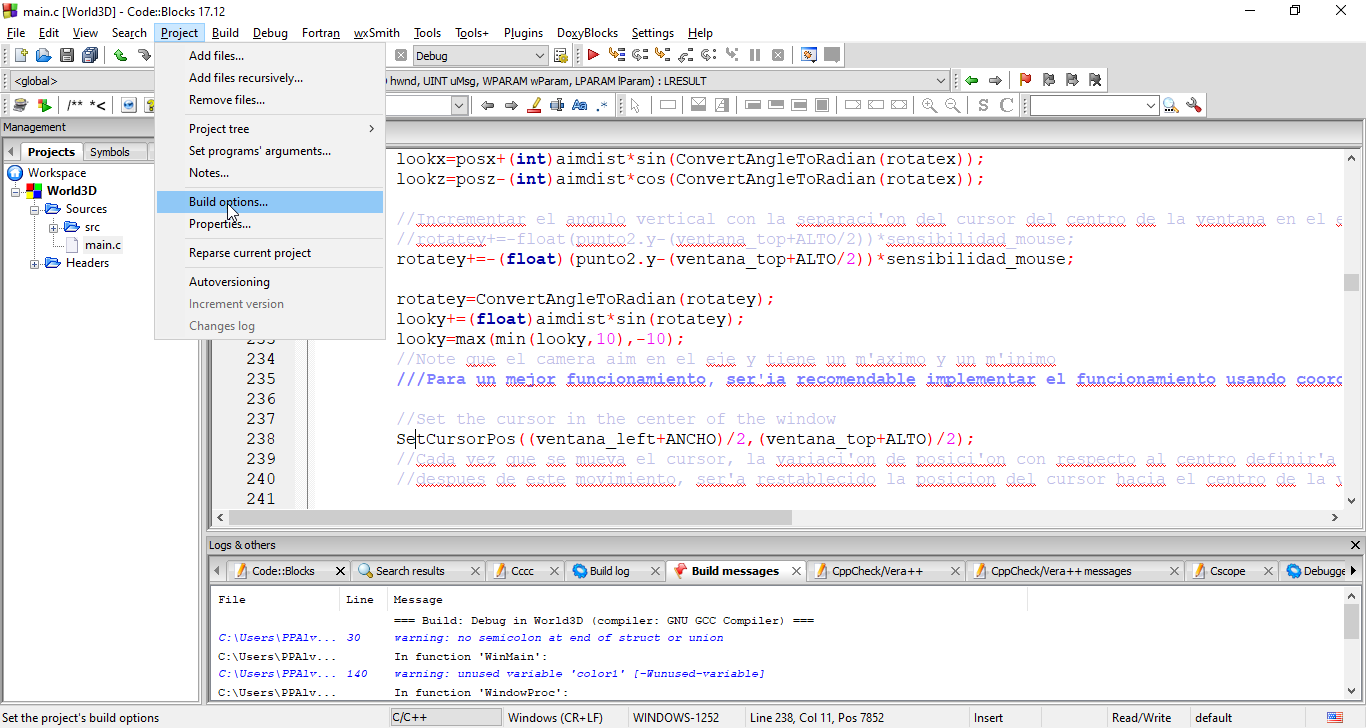 main.c [World3D] - Code::Blocks 17.12
File Edit View Search Project Build Debug Fortran wxSmith Tools Tools+ Plugins DoxyBlocks Settings Help
Add files...
Add files recursively...
Remove files...
Project tree
Set programs' arguments...
Notes...
Build options...
Properties...
Reparse current project
Autoversioning
Increment version
Changes log
Debug
<global>
hwnd, UINT uMsg, WPARAM wParam, LPARAM lParam) : LRESULT
/** *<
Aa .*
S C
Management
Projects Symbols
Workspace
World3D
Sources
src
main.c
Headers
lookx=posx+(int)aimdist*sin(ConvertAngleToRadian(rotatex));
lookz=posz-(int)aimdist*cos(ConvertAngleToRadian(rotatex));
//Incrementar el angulo vertical con la separaci'on del cursor del centro de la ventana en el e
//rotatey+=-float(punto2.y-(ventana_top+ALTO/2))*sensibilidad_mouse;
rotatey+=-(float)(punto2.y-(ventana_top+ALTO/2))*sensibilidad_mouse;
rotatey=ConvertAngleToRadian(rotatey);
looky+=(float)aimdist*sin(rotatey);
233 looky=max(min(looky,10),-10);
234 //Note que el camera aim en el eje y tiene un m'aximo y un m'inimo
235 ///Para un mejor funcionamiento, ser'ia recomendable implementar el funcionamiento usando coord
236
237 //Set the cursor in the center of the window
238 SetCursorPos((ventana_left+ANCHO)/2,(ventana_top+ALTO)/2);
239 //Cada vez que se mueva el cursor, la variaci'on de posici'on con respecto al centro definir'a
240 //despues de este movimiento, ser'a restablecido la posicion del cursor hacia el centro de la v
241
Logs & others
Code::Blocks Search results Cccc Build log Build messages CppCheck/Vera++ CppCheck/Vera++ messages Cscope Debugge
File Line Message
=== Build: Debug in World3D (compiler: GNU GCC Compiler) ===
C:\Users\PPAlv... 30 warning: no semicolon at end of struct or union
C:\Users\PPAlv... In function 'WinMain':
C:\Users\PPAlv... 140 warning: unused variable 'color1' [-Wunused-variable]
C:\Users\PPAlv... In function 'WindowProc':
Set the project's build options C/C++ Windows (CR+LF) WINDOWS-1252 Line 238, Col 11, Pos 7852 Insert Read/Write default